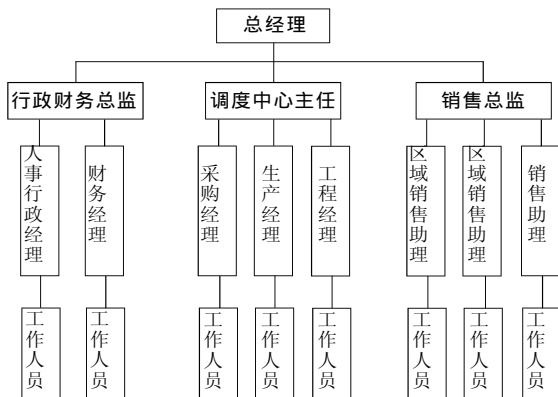 总经理
行政财务总监
调度中心主任
销售总监
人事行政经理
财务经理
采购经理
生产经理
工程经理
区域销售助理
区域销售助理
销售助理
工作人员
工作人员
工作人员
工作人员
工作人员
工作人员
工作人员
工作人员